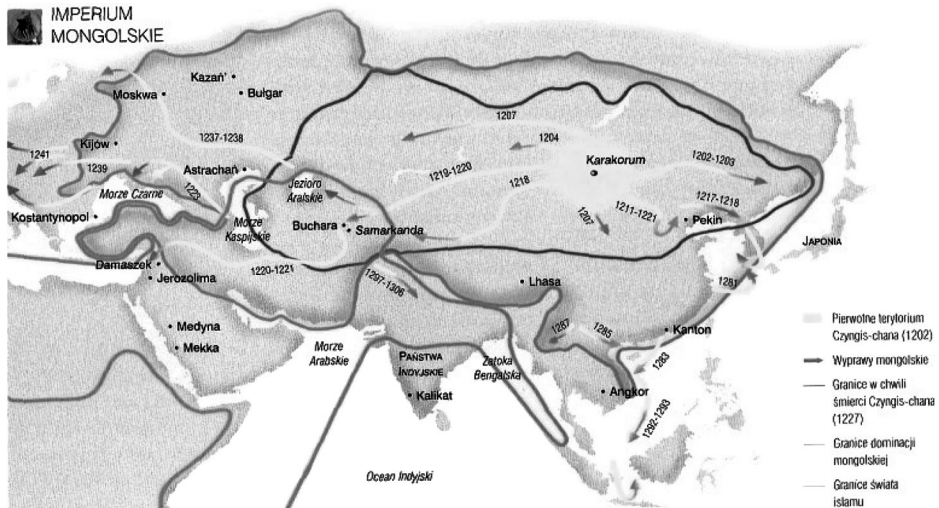 IMPERIUM
MONGOLSKIE
Kazań'
Bułgar
Moskwa
1207
1204
1237-1238
Kijów
1241
1239
Karakorum
1202-1203
Astrachań
1219-1220
1218
Morze Czarne
1223
Jezioro
Aralskie
1217-1218
1211-1221
1207
Kostantynopol
Morze
Kaspijskie
Buchara
Samarkanda
Pekin
JAPONIA
Damaszek
Jerozolima
1220-1221
1297-1306
Lhasa
1281
Medyna
Mekka
Morze
Arabskie
PAŃSTWA
INDYJSKIE
Zatoka
Bengalska
1287
1285
Kanton
1283
Kalikat
Angkor
1292-1293
Ocean Indyjski
Pierwotne terytorium
Czyngis-chana (1202)
Wyprawy mongolskie
Granice w chwili
śmierci Czyngis-chana
(1227)
Granice dominacji
mongolskiej
Granice świata
islamu